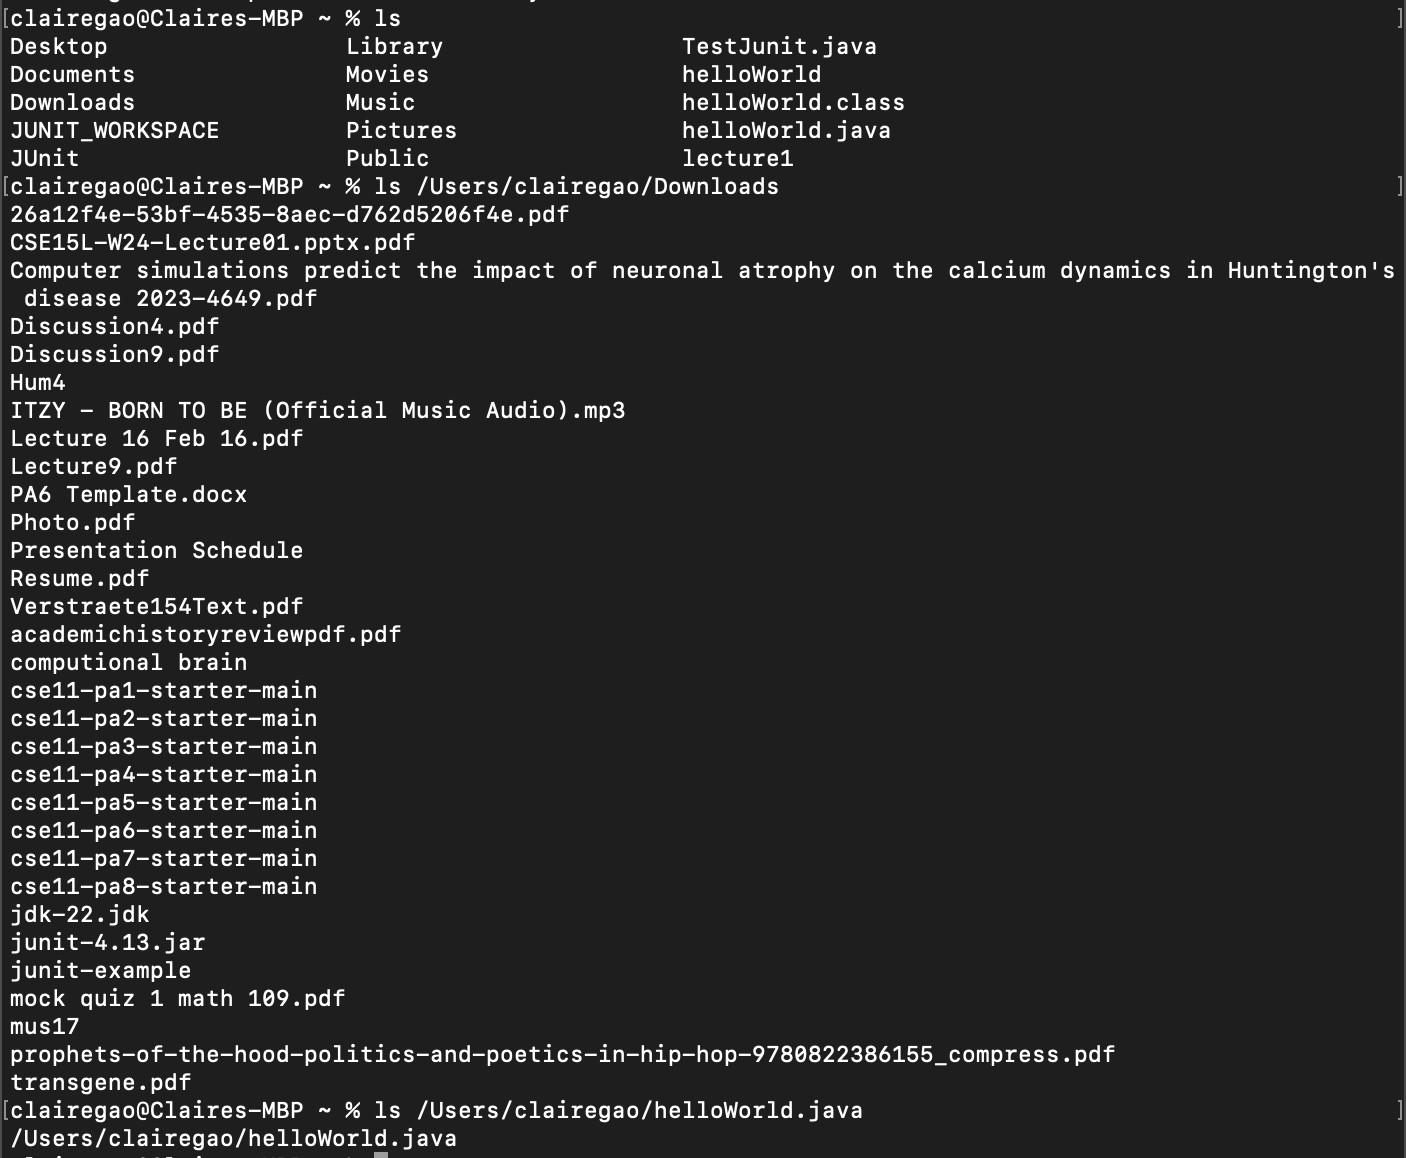 [clairegao@Claires-MBP ~ % ls ]
Desktop Library TestJunit.java
Documents Movies helloWorld
Downloads Music helloWorld.class
JUNIT_WORKSPACE Pictures helloWorld.java
JUnit Public lecture1
[clairegao@Claires-MBP ~ % ls /Users/clairegao/Downloads ]
26a12f4e-53bf-4535-8aec-d762d5206f4e.pdf
CSE15L-W24-Lecture01.pptx.pdf
Computer simulations predict the impact of neuronal atrophy on the calcium dynamics in Huntington's
disease 2023-4649.pdf
Discussion4.pdf
Discussion9.pdf
Hum4
ITZY - BORN TO BE (Official Music Audio).mp3
Lecture 16 Feb 16.pdf
Lecture9.pdf
PA6 Template.docx
Photo.pdf
Presentation Schedule
Resume.pdf
Verstraete154Text.pdf
academichistoryreviewpdf.pdf
computional brain
cse11-pa1-starter-main
cse11-pa2-starter-main
cse11-pa3-starter-main
cse11-pa4-starter-main
cse11-pa5-starter-main
cse11-pa6-starter-main
cse11-pa7-starter-main
cse11-pa8-starter-main
jdk-22.jdk
junit-4.13.jar
junit-example
mock quiz 1 math 109.pdf
mus17
prophets-of-the-hood-politics-and-poetics-in-hip-hop-9780822386155_compress.pdf
transgene.pdf
[clairegao@Claires-MBP ~ % ls /Users/clairegao/helloWorld.java ]
/Users/clairegao/helloWorld.java